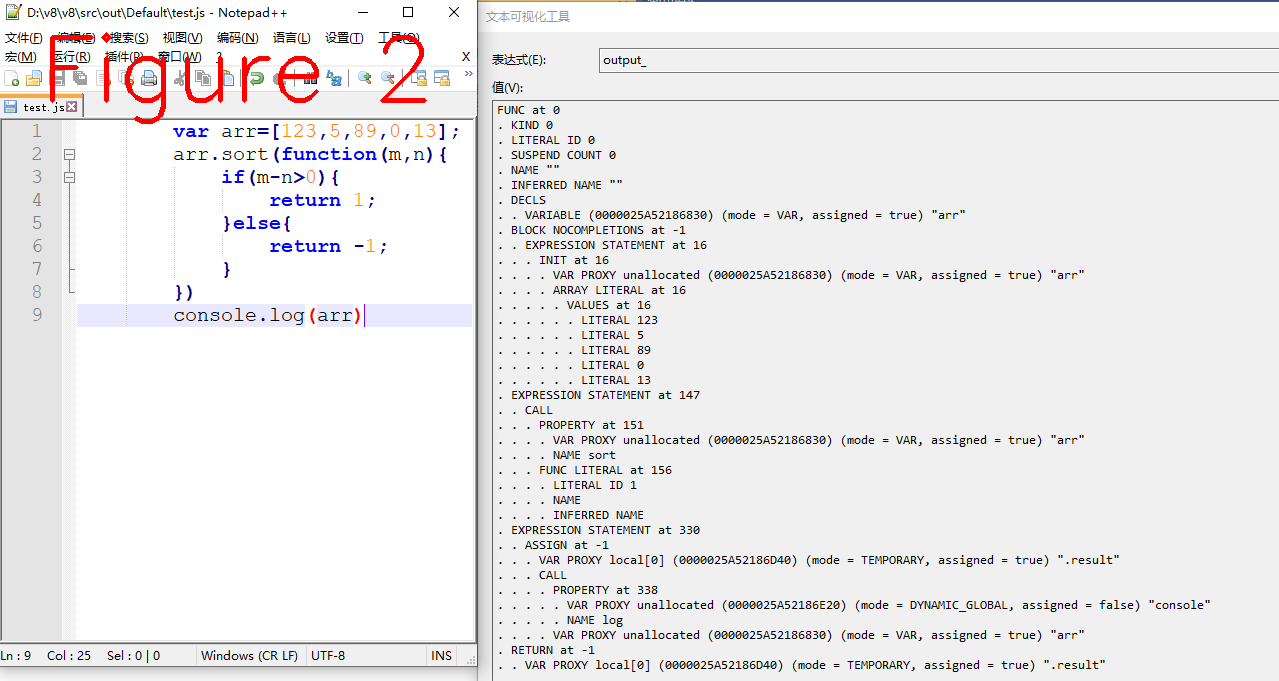 D:\v8\v8\src\out\Default\test.js - Notepad++
文件(F) 编辑(E) 搜索(S) 视图(V) 编码(N) 语言(L) 设置(T) 工具(O)
宏(M) 运行(R) 插件(P) 窗口(W) ? X
Figure 2
test.js
1 var arr=[123,5,89,0,13];
2 arr.sort(function(m,n){
3 if(m-n>0){
4 return 1;
5 }else{
6 return -1;
7 }
8 })
9 console.log(arr)
Ln : 9 Col : 25 Sel : 0 | 0 Windows (CR LF) UTF-8 INS
文本可视化工具
表达式(E): output_
值(V):
FUNC at 0
. KIND 0
. LITERAL ID 0
. SUSPEND COUNT 0
. NAME ""
. INFERRED NAME ""
. DECLS
. . VARIABLE (0000025A52186830) (mode = VAR, assigned = true) "arr"
. BLOCK NOCOMPLETIONS at -1
. . EXPRESSION STATEMENT at 16
. . . INIT at 16
. . . . VAR PROXY unallocated (0000025A52186830) (mode = VAR, assigned = true) "arr"
. . . . ARRAY LITERAL at 16
. . . . . VALUES at 16
. . . . . . LITERAL 123
. . . . . . LITERAL 5
. . . . . . LITERAL 89
. . . . . . LITERAL 0
. . . . . . LITERAL 13
. EXPRESSION STATEMENT at 147
. . CALL
. . . PROPERTY at 151
. . . . VAR PROXY unallocated (0000025A52186830) (mode = VAR, assigned = true) "arr"
. . . . NAME sort
. . . FUNC LITERAL at 156
. . . . LITERAL ID 1
. . . . NAME
. . . . INFERRED NAME
. EXPRESSION STATEMENT at 330
. . ASSIGN at -1
. . . VAR PROXY local[0] (0000025A52186D40) (mode = TEMPORARY, assigned = true) ".result"
. . . CALL
. . . . PROPERTY at 338
. . . . . VAR PROXY unallocated (0000025A52186E20) (mode = DYNAMIC_GLOBAL, assigned = false) "console"
. . . . . NAME log
. . . . VAR PROXY unallocated (0000025A52186830) (mode = VAR, assigned = true) "arr"
. RETURN at -1
. . VAR PROXY local[0] (0000025A52186D40) (mode = TEMPORARY, assigned = true) ".result"